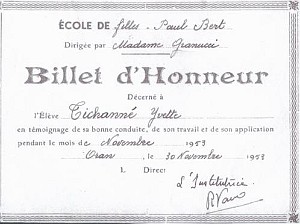 ÉCOLE DE filles - Paul Bert
Dirigée par Madame Granucci
Billet d'Honneur
Décerné à
l'Élève Tichanné Yvette
en témoignage de sa bonne conduite, de son travail et de son application
pendant le mois de Novembre 1953
Oran, le 30 Novembre 1953
L Direct
L'Institutrice